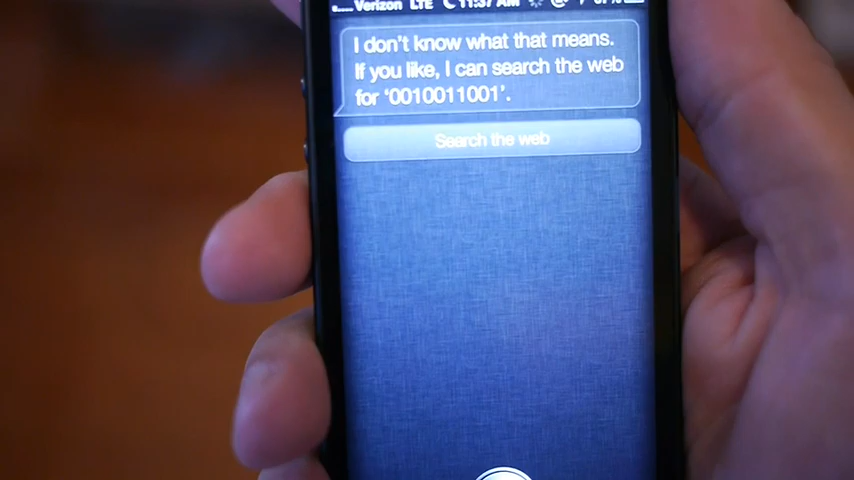 Verizon LTE 11:37 AM
I don't know what that means.
If you like, I can search the web
for '0010011001'.
Search the web